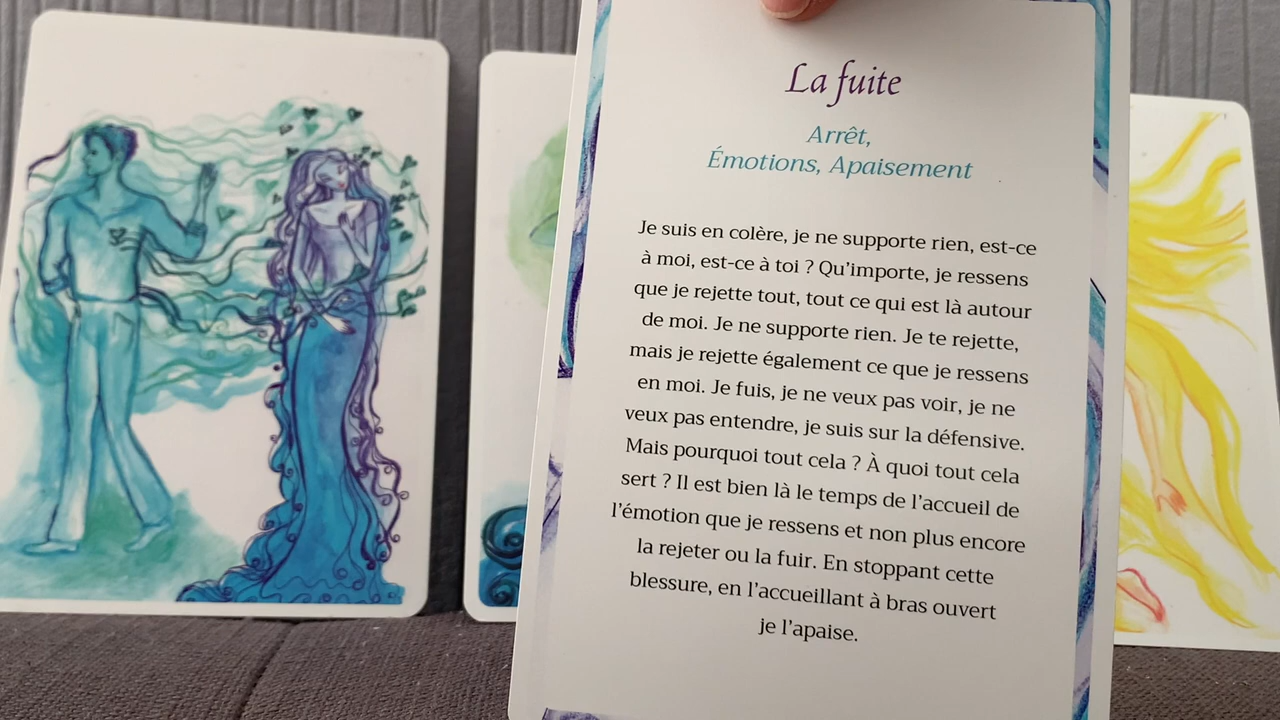 La fuite
Arrêt,
Émotions, Apaisement
Je suis en colère, je ne supporte rien, est-ce
à moi, est-ce à toi ? Qu'importe, je ressens
que je rejette tout, tout ce qui est là autour
de moi. Je ne supporte rien. Je te rejette,
mais je rejette également ce que je ressens
en moi. Je fuis, je ne veux pas voir, je ne
veux pas entendre, je suis sur la défensive.
Mais pourquoi tout cela ? À quoi tout cela
sert ? Il est bien là le temps de l'accueil de
l'émotion que je ressens et non plus encore
la rejeter ou la fuir. En stoppant cette
blessure, en l'accueillant à bras ouvert
je l'apaise.